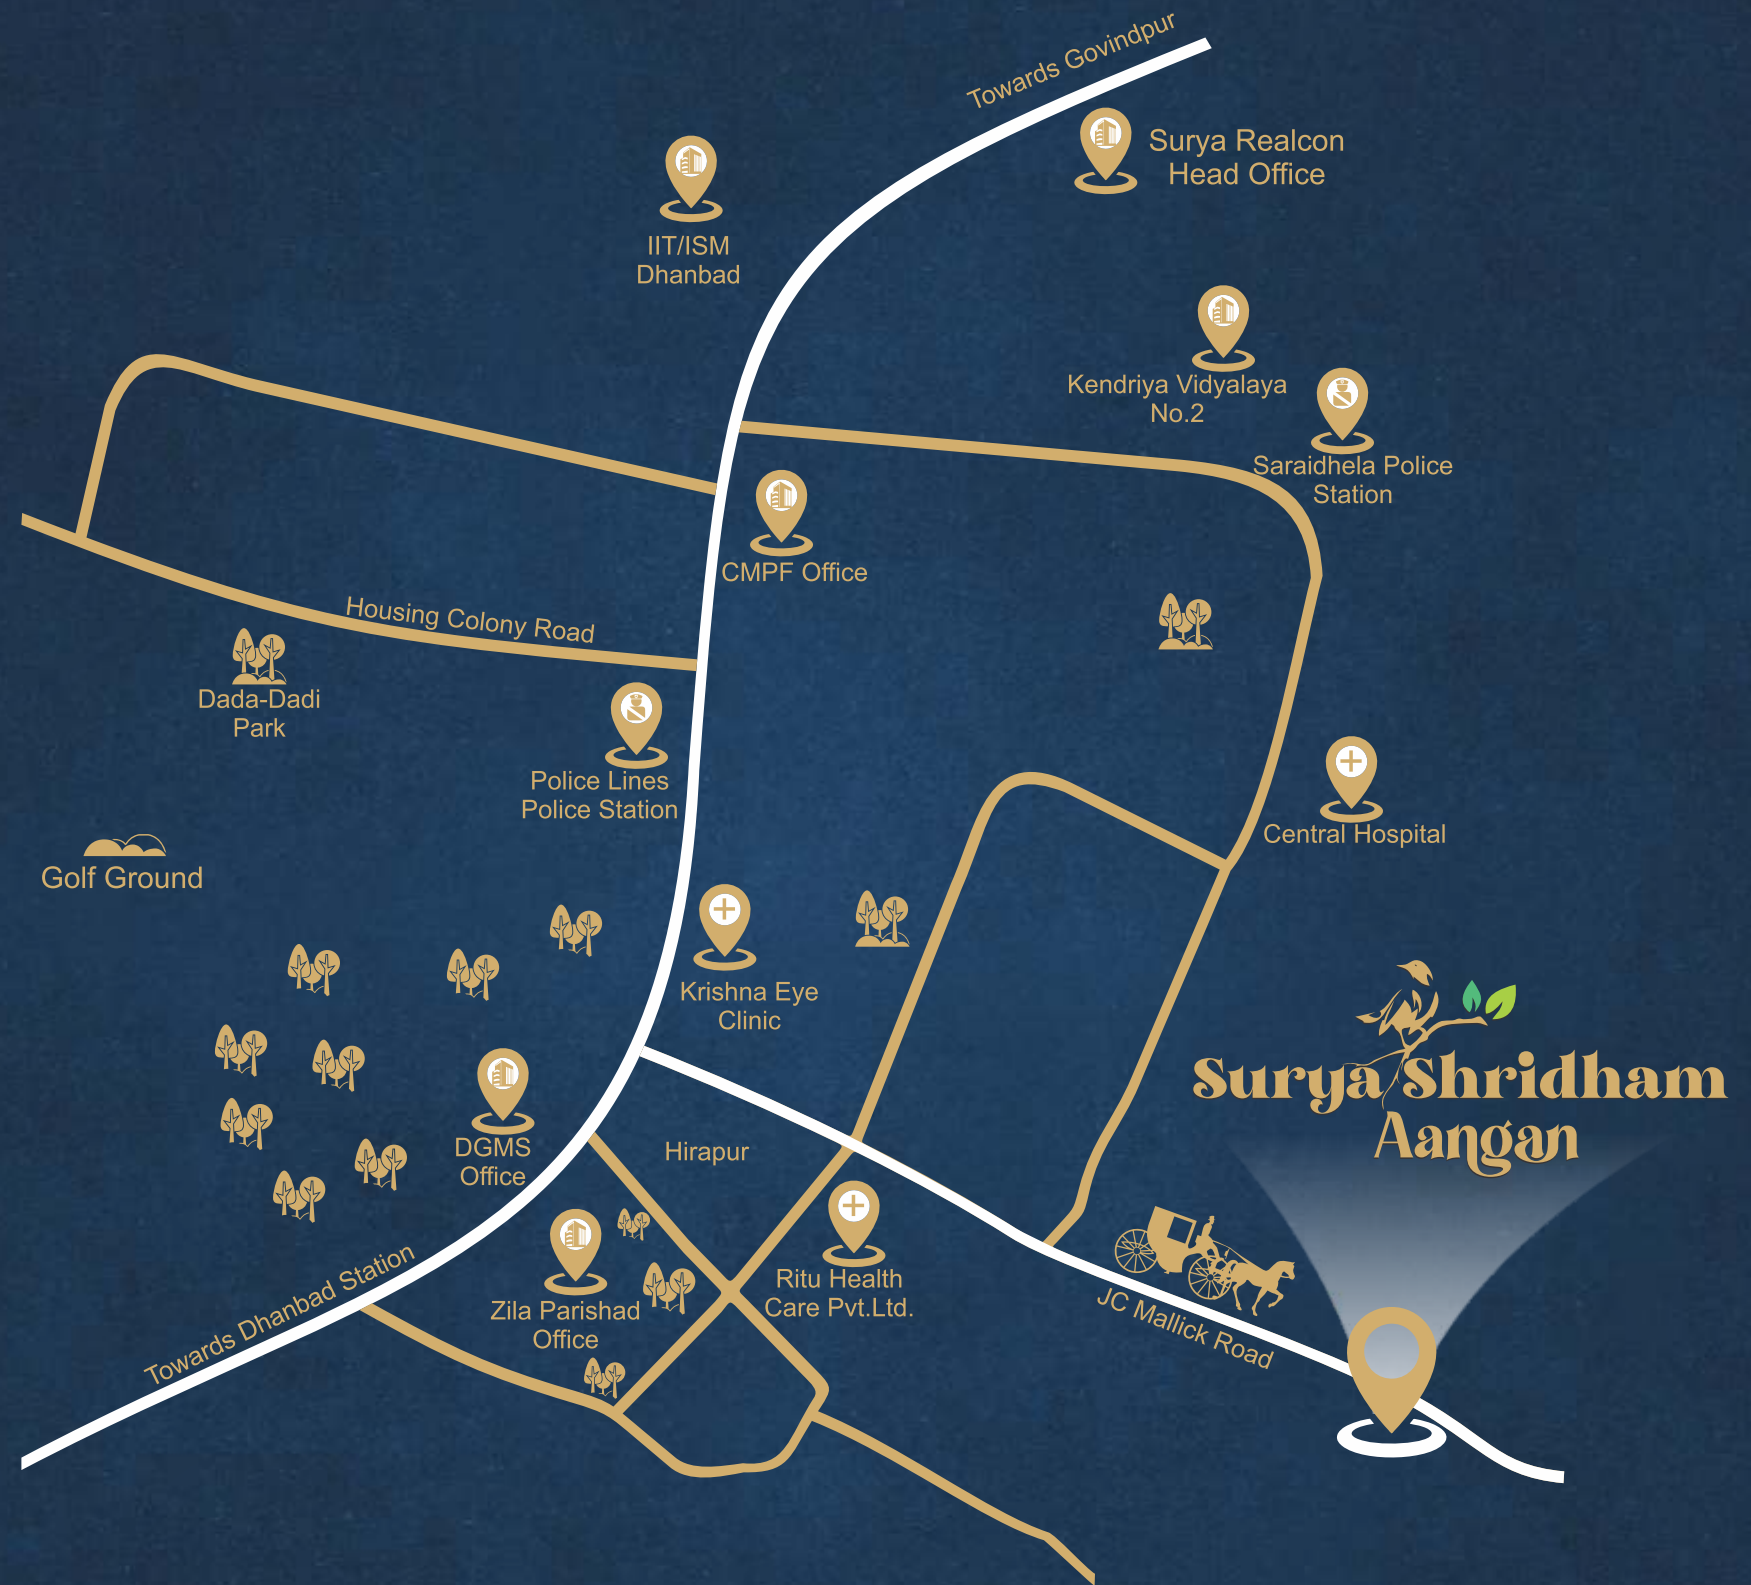 Towards Govindpur
Surya Realcon
Head Office
IIT/ISM
Dhanbad
Kendriya Vidyalaya
No.2
Saraidhela Police
Station
CMPF Office
Housing Colony Road
Dada-Dadi
Park
Police Lines
Police Station
Central Hospital
Golf Ground
Krishna Eye
Clinic
Surya Shridham
Aangan
DGMS
Office
Hirapur
Ritu Health
Care Pvt.Ltd.
Zila Parishad
Office
Towards Dhanbad Station
JC Mallick Road